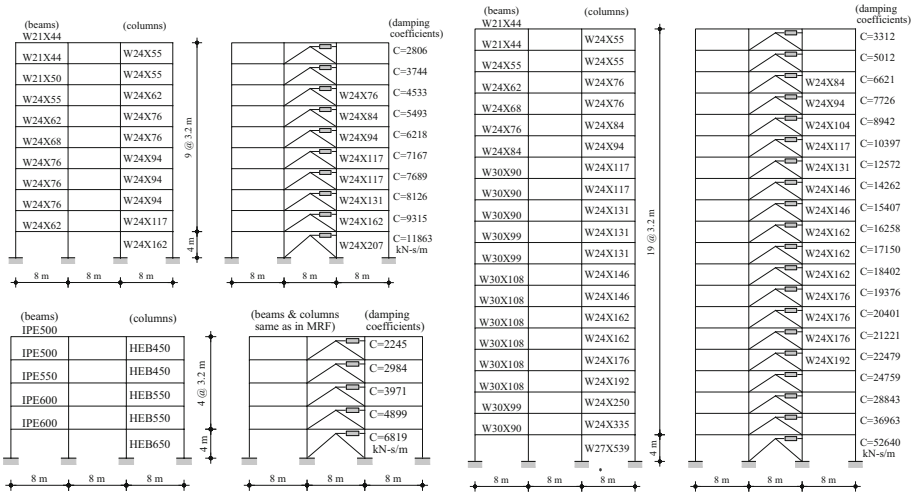 (beams)
(columns)
W21X44
W21X44
W21X50
W24X55
W24X62
W24X68
W24X76
W24X76
W24X76
W24X62
W24X55
W24X55
W24X62
W24X76
W24X76
W24X94
W24X94
W24X94
W24X117
W24X162
9 @ 3.2 m
4 m
8 m
8 m
8 m
(damping
coefficients)
C=2806
C=3744
C=4533
C=5493
C=6218
C=7167
C=7689
C=8126
C=9315
C=11863
kN-s/m
W24X76
W24X84
W24X94
W24X117
W24X117
W24X131
W24X162
W24X207
8 m
8 m
8 m
(beams)
(columns)
IPE500
IPE500
IPE550
IPE600
IPE600
HEB450
HEB450
HEB550
HEB550
HEB650
4 @ 3.2 m
4 m
8 m
8 m
8 m
(beams & columns
same as in MRF)
(damping
coefficients)
C=2245
C=2984
C=3971
C=4899
C=6819
kN-s/m
8 m
8 m
8 m
(beams)
(columns)
W21X44
W21X44
W24X55
W24X62
W24X68
W24X76
W24X84
W30X90
W30X90
W30X90
W30X99
W30X99
W30X108
W30X108
W30X108
W30X108
W30X108
W30X108
W30X99
W30X90
W24X55
W24X55
W24X76
W24X76
W24X84
W24X94
W24X117
W24X117
W24X131
W24X131
W24X131
W24X146
W24X146
W24X162
W24X162
W24X176
W24X192
W24X250
W24X335
W27X539
19 @ 3.2 m
4 m
8 m
8 m
8 m
(damping
coefficients)
C=3312
C=5012
C=6621
C=7726
C=8942
C=10397
C=12572
C=14262
C=15407
C=16258
C=17150
C=18402
C=19376
C=20401
C=21221
C=22479
C=24759
C=28843
C=36963
C=52640
kN-s/m
W24X84
W24X94
W24X104
W24X117
W24X131
W24X146
W24X146
W24X162
W24X162
W24X162
W24X176
W24X176
W24X176
W24X192
8 m
8 m
8 m